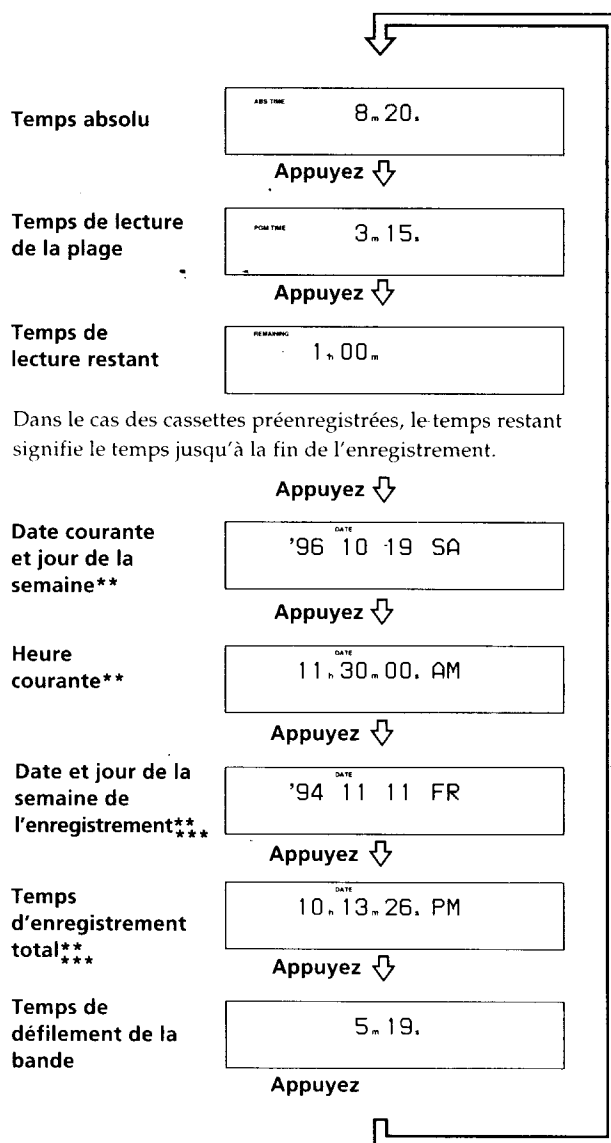 Temps absolu
ABS TIME
8m20s
Appuyez
Temps de lecture
de la plage
PGM TIME
3m15s
Appuyez
Temps de
lecture restant
REMAINING
1h00m
Dans le cas des cassettes préenregistrées, le temps restant
signifie le temps jusqu'à la fin de l'enregistrement.
Appuyez
Date courante
et jour de la
semaine**
DATE
'96 10 19 SA
Appuyez
Heure
courante**
DATE
11h30m00s AM
Appuyez
Date et jour de la
semaine de
l'enregistrement**
***
DATE
'94 11 11 FR
Appuyez
Temps
d'enregistrement
total**
***
DATE
10h13m26s PM
Appuyez
Temps de
défilement de la
bande
5m19s
Appuyez